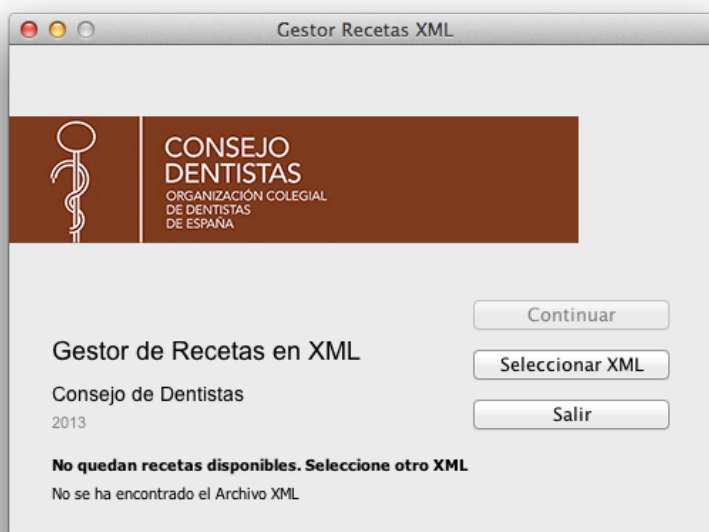 Gestor Recetas XML
CONSEJO
DENTISTAS
ORGANIZACIÓN COLEGIAL
DE DENTISTAS
DE ESPAÑA
Continuar
Gestor de Recetas en XML
Seleccionar XML
Consejo de Dentistas
Salir
2013
No quedan recetas disponibles. Seleccione otro XML
No se ha encontrado el Archivo XML